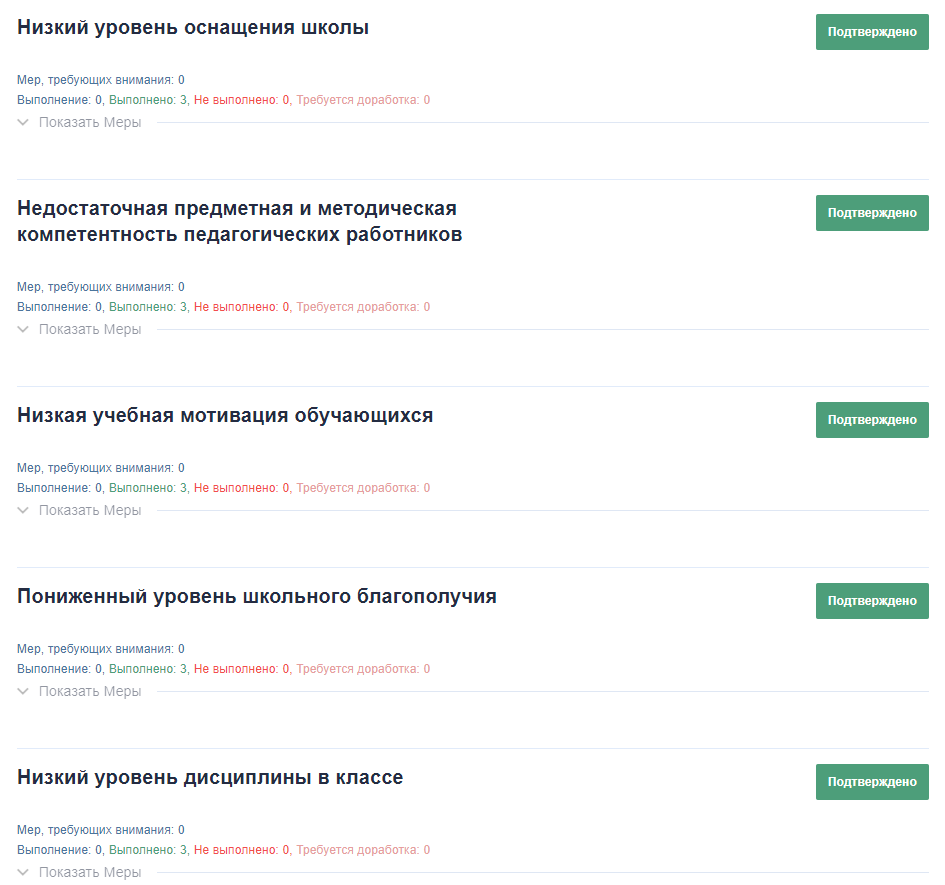 Низкий уровень оснащения школы
Подтверждено
Мер, требующих внимания: 0
Выполнение: 0, Выполнено: 3, Не выполнено: 0, Требуется доработка: 0
Показать Меры
Недостаточная предметная и методическая
компетентность педагогических работников
Подтверждено
Мер, требующих внимания: 0
Выполнение: 0, Выполнено: 3, Не выполнено: 0, Требуется доработка: 0
Показать Меры
Низкая учебная мотивация обучающихся
Подтверждено
Мер, требующих внимания: 0
Выполнение: 0, Выполнено: 3, Не выполнено: 0, Требуется доработка: 0
Показать Меры
Пониженный уровень школьного благополучия
Подтверждено
Мер, требующих внимания: 0
Выполнение: 0, Выполнено: 3, Не выполнено: 0, Требуется доработка: 0
Показать Меры
Низкий уровень дисциплины в классе
Подтверждено
Мер, требующих внимания: 0
Выполнение: 0, Выполнено: 3, Не выполнено: 0, Требуется доработка: 0
Показать Меры